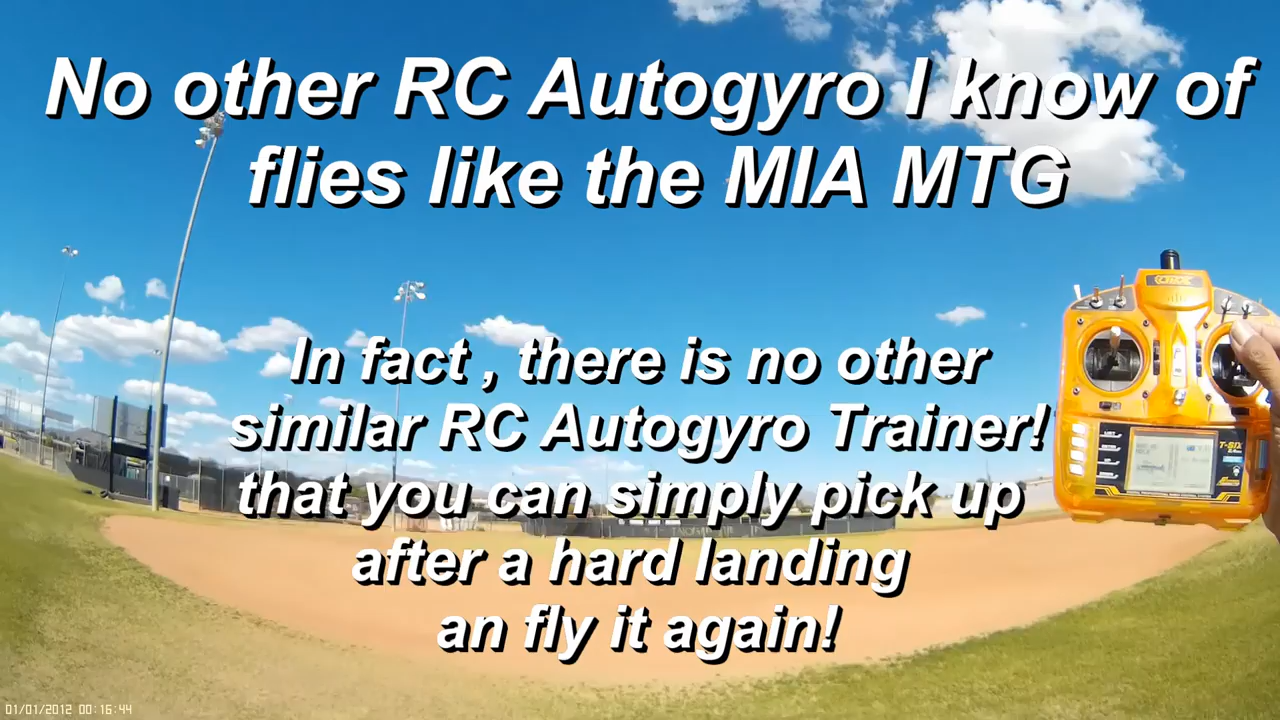 No other RC Autogyro I know of
flies like the MIA MTG
In fact , there is no other
similar RC Autogyro Trainer!
that you can simply pick up
after a hard landing
an fly it again!
T-SIX
01/01/2012 00:16:44